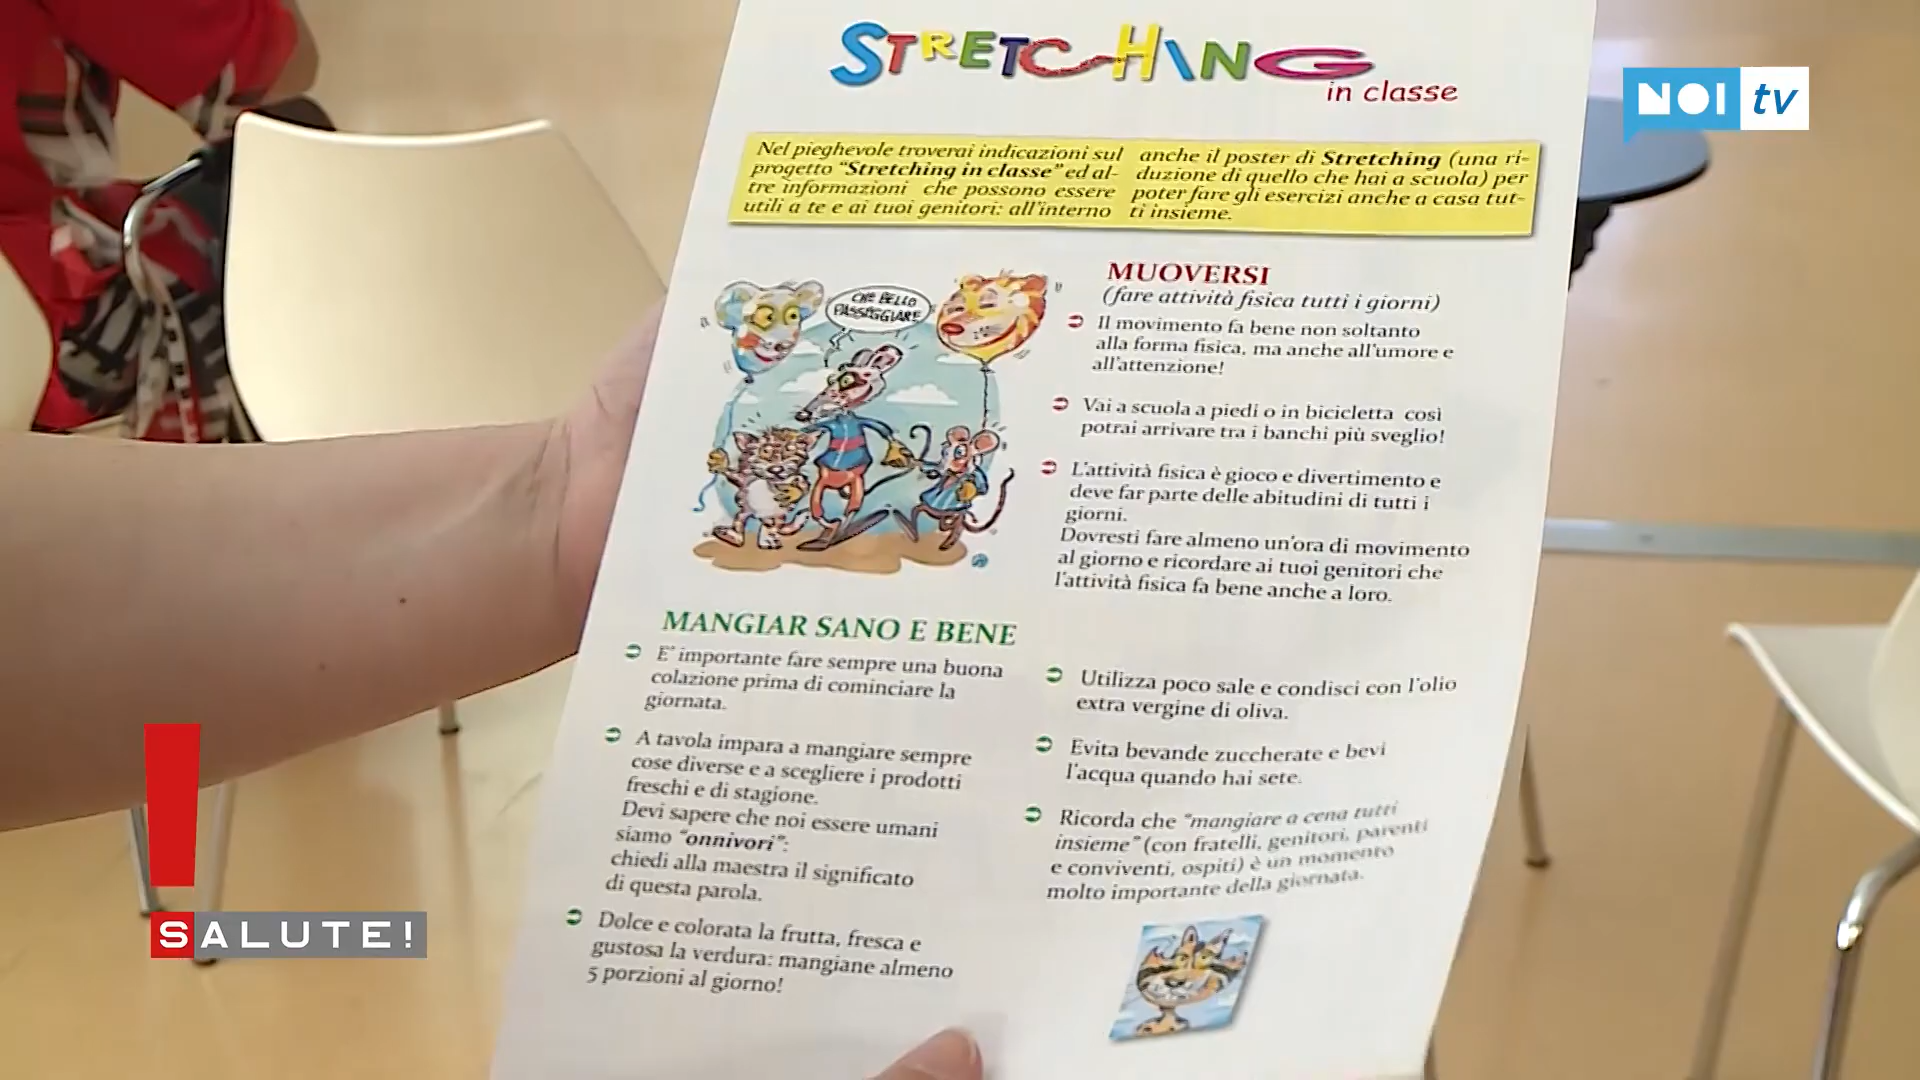 STRETCHING
in classe
NOI tv
Nel pieghevole troverai indicazioni sul
progetto "Stretching in classe" ed al-
tre informazioni che possono essere
utili a te e ai tuoi genitori: all'interno
anche il poster di Stretching (una ri-
duzione di quello che hai a scuola) per
poter fare gli esercizi anche a casa tut-
ti insieme.
CHE BELLO
PASSEGGIARE
MUOVERSI
(fare attività fisica tutti i giorni)
Il movimento fa bene non soltanto
alla forma fisica, ma anche all'umore e
all'attenzione!
Vai a scuola a piedi o in bicicletta così
potrai arrivare tra i banchi più sveglio!
L'attività fisica è gioco e divertimento e
deve far parte delle abitudini di tutti i
giorni.
Dovresti fare almeno un'ora di movimento
al giorno e ricordare ai tuoi genitori che
l'attività fisica fa bene anche a loro.
MANGIAR SANO E BENE
E' importante fare sempre una buona
colazione prima di cominciare la
giornata.
A tavola impara a mangiare sempre
cose diverse e a scegliere i prodotti
freschi e di stagione.
Devi sapere che noi essere umani
siamo "onnivori":
chiedi alla maestra il significato
di questa parola.
Dolce e colorata la frutta, fresca e
gustosa la verdura: mangiane almeno
5 porzioni al giorno!
Utilizza poco sale e condisci con l'olio
extra vergine di oliva.
Evita bevande zuccherate e bevi
l'acqua quando hai sete.
Ricorda che "mangiare a cena tutti
insieme" (con fratelli, genitori, parenti
e conviventi, ospiti) è un momento
molto importante della giornata.
SALUTE!